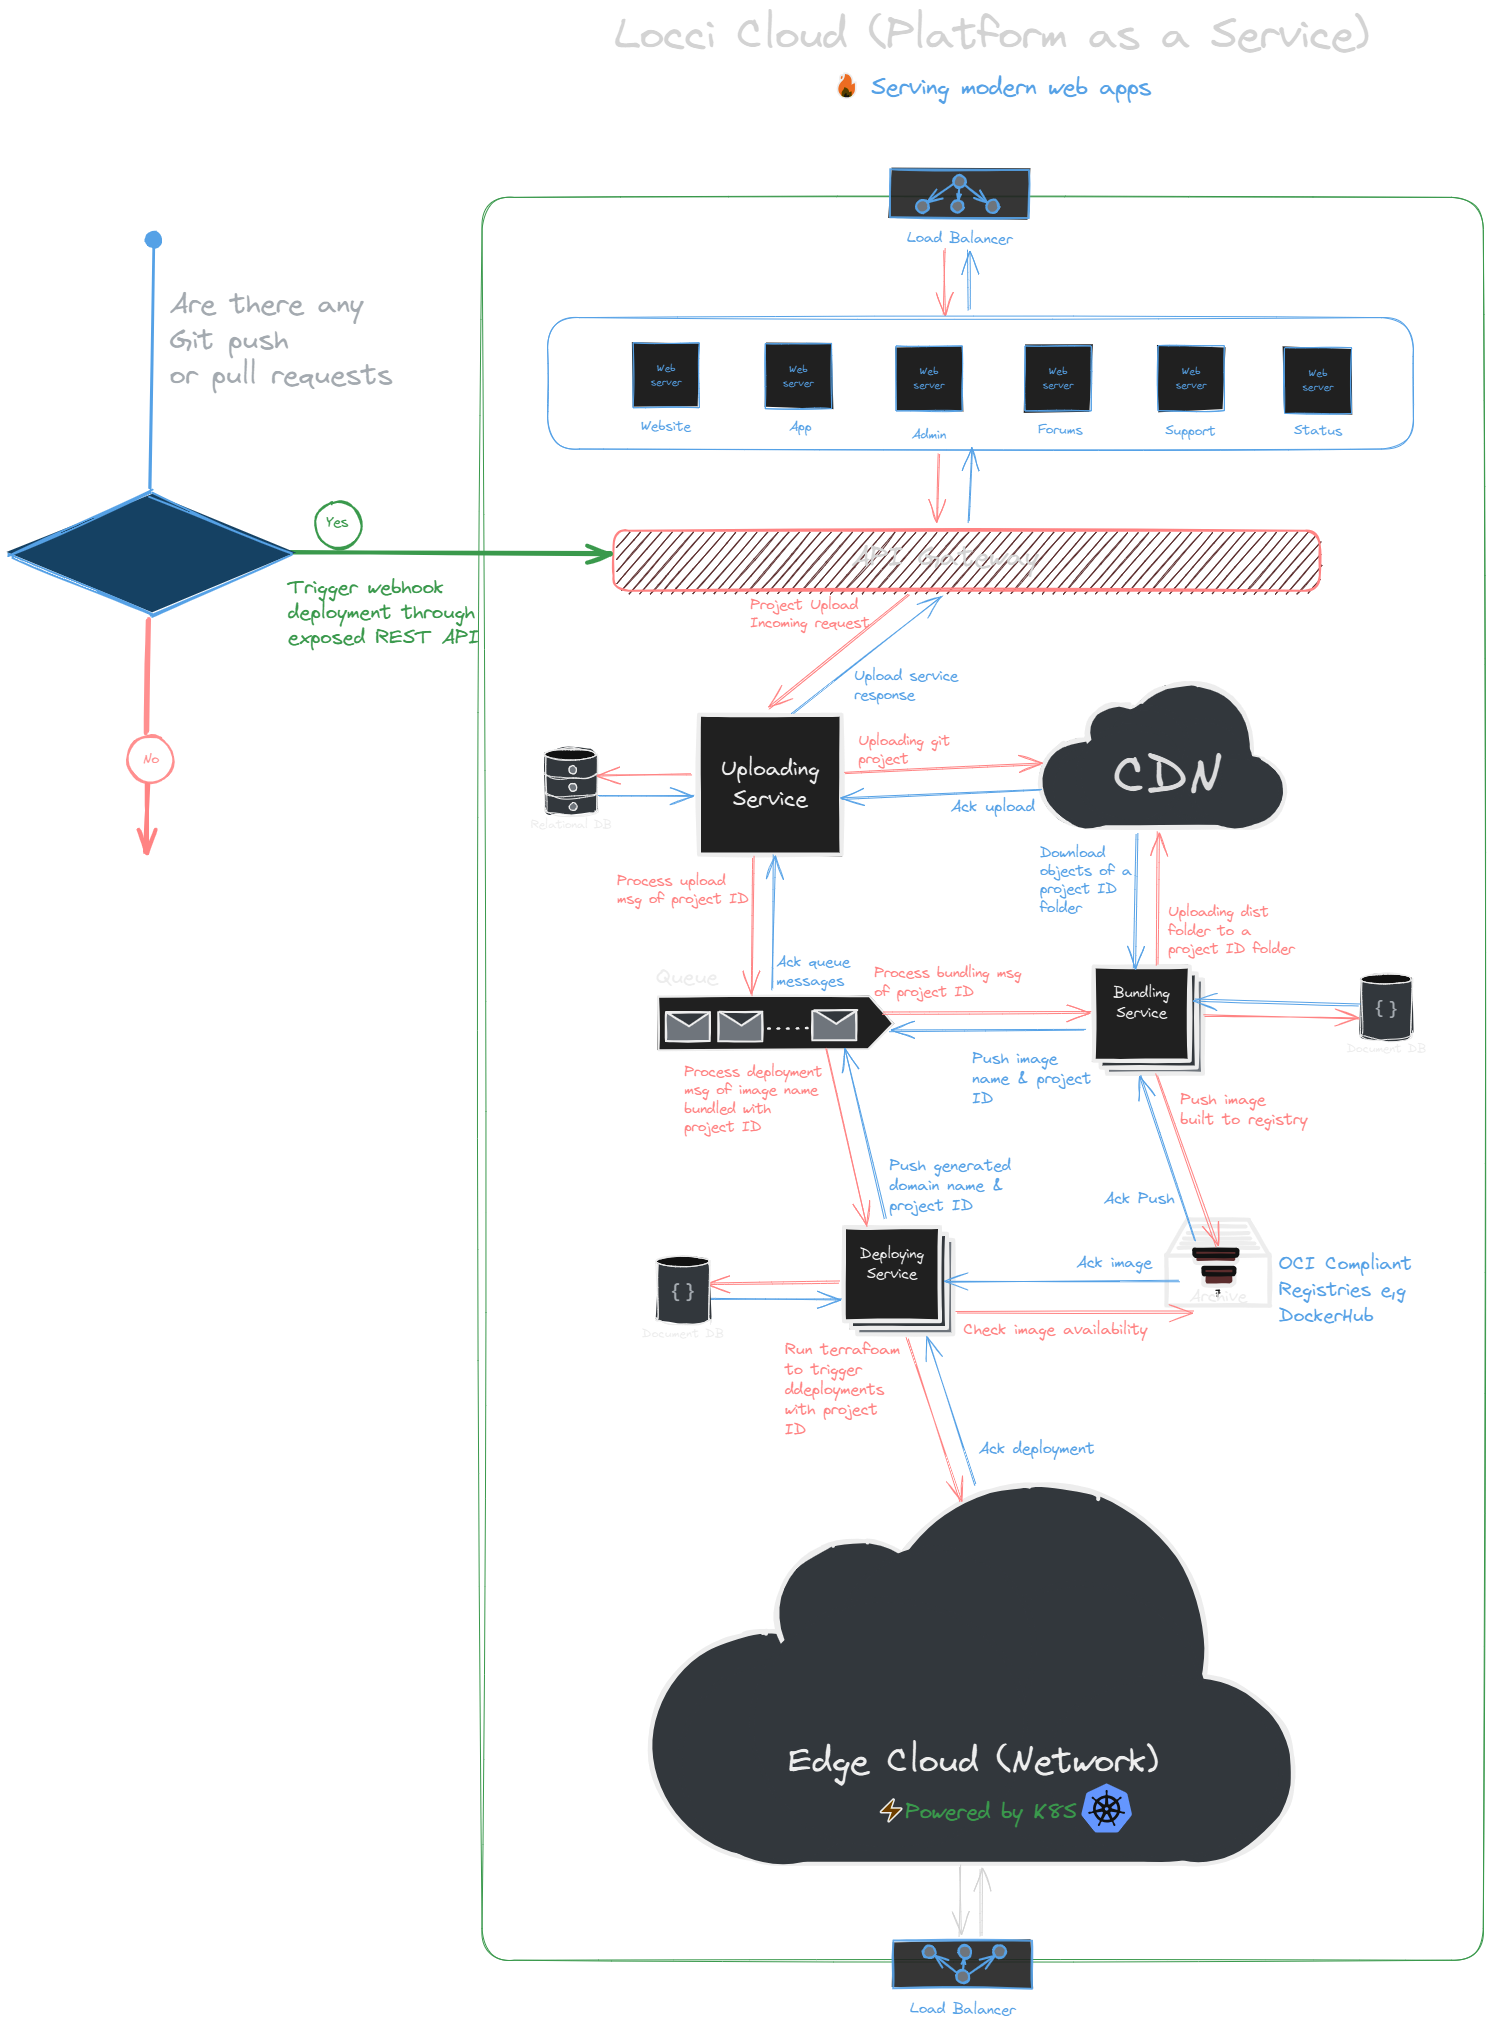 Locci Cloud (Platform as a Service)
Serving modern web apps
Load Balancer
Are there any
Git push
or pull requests
Web
server
Website
Web
server
App
Web
server
Admin
Web
server
Forums
Web
server
Support
Web
server
Status
Yes
Trigger webhook
deployment through
exposed REST API
No
API Gateway
Project Upload
Incoming request
Upload service
response
Uploading
Service
Relational DB
Uploading git
project
Ack upload
CDN
Process upload
msg of project ID
Ack queue
messages
Download
objects of a
project ID
folder
Uploading dist
folder to a
project ID folder
Queue
Process bundling msg
of project ID
Bundling
Service
{}
Document DB
Push image
name & project
ID
Process deployment
msg of image name
bundled with
project ID
Push image
built to registry
Push generated
domain name &
project ID
Ack Push
Deploying
Service
{}
Document DB
Ack image
Check image availability
Archive
OCI Compliant
Registries e,g
DockerHub
Run terrafoam
to trigger
ddeployments
with project
ID
Ack deployment
Edge Cloud (Network)
Powered by K8S
Load Balancer